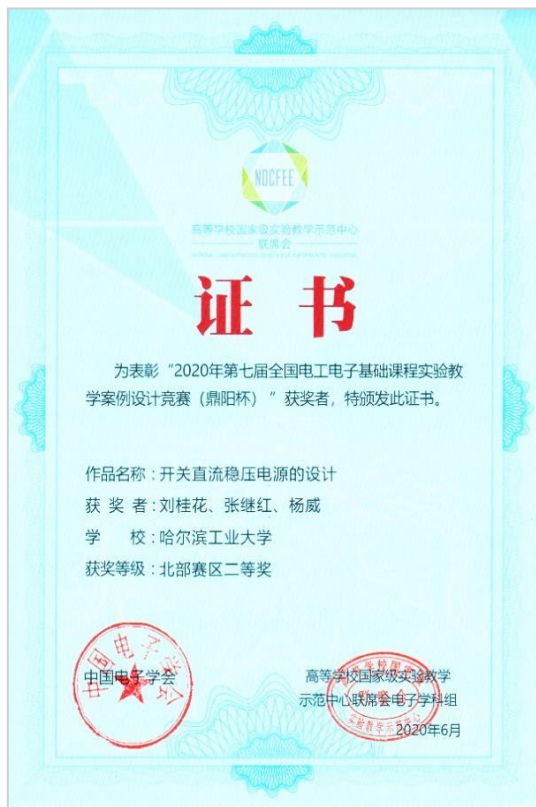 NOCFEE
高等学校国家级实验教学示范中心
联席会
证 书
为表彰“2020年第七届全国电工电子基础课程实验教
学案例设计竞赛（鼎阳杯）”获奖者，特颁发此证书。
作品名称：开关直流稳压电源的设计
获 奖 者：刘桂花、张继红、杨威
学 校：哈尔滨工业大学
获奖等级：北部赛区二等奖
中国电子学会
中国电子学会
高等学校国家级实验教学
示范中心联席会电子学科组
2020年6月